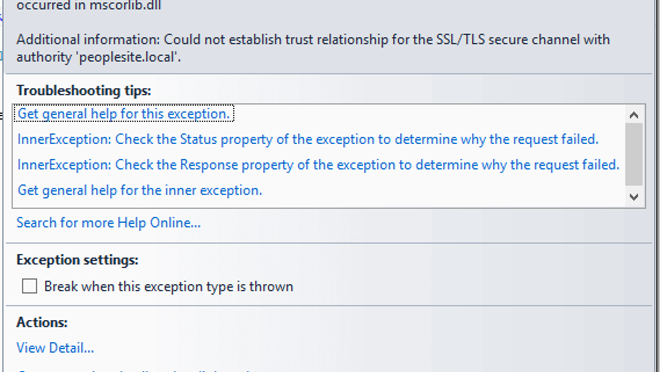 occurred in mscorlib.dll
Additional information: Could not establish trust relationship for the SSL/TLS secure channel with
authority 'peoplesite.local'.
Troubleshooting tips:
Get general help for this exception.
InnerException: Check the Status property of the exception to determine why the request failed.
InnerException: Check the Response property of the exception to determine why the request failed.
Get general help for the inner exception.
Search for more Help Online...
Exception settings:
Break when this exception type is thrown
Actions:
View Detail...